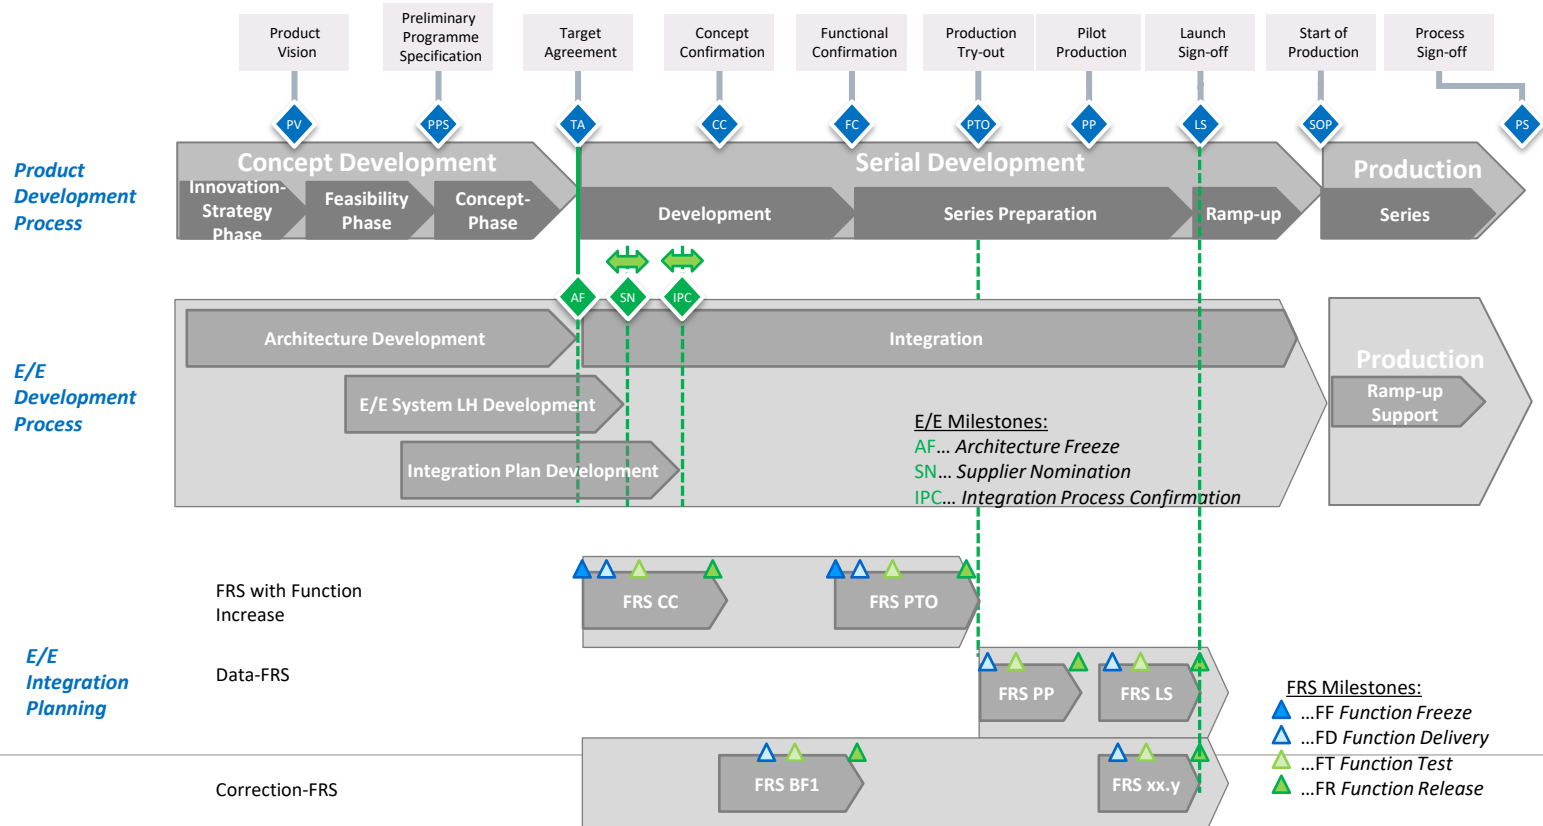 Product
Vision
Preliminary
Programme
Specification
Target
Agreement
Concept
Confirmation
Functional
Confirmation
Production
Try-out
Pilot
Production
Launch
Sign-off
Start of
Production
Process
Sign-off
PV
PPS
TA
CC
FC
PTO
PP
LS
SOP
PS
Product
Development
Process
Concept Development
Serial Development
Production
Innovation-
Strategy
Phase
Feasibility
Phase
Concept-
Phase
Development
Series Preparation
Ramp-up
Series
AF
SN
IPC
E/E
Development
Process
Architecture Development
Integration
Production
E/E System LH Development
Ramp-up
Support
Integration Plan Development
E/E Milestones:
AF... Architecture Freeze
SN... Supplier Nomination
IPC... Integration Process Confirmation
E/E
Integration
Planning
FRS with Function
Increase
FRS CC
FRS PTO
Data-FRS
FRS PP
FRS LS
Correction-FRS
FRS BF1
FRS xx.y
FRS Milestones:
...FF Function Freeze
...FD Function Delivery
...FT Function Test
...FR Function Release